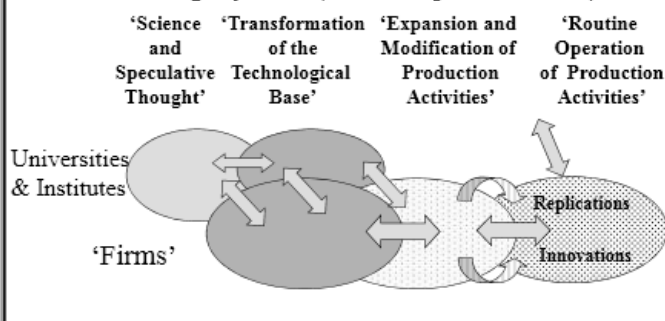 ‘Science
and
Speculative
Thought’
‘Transformation
of the
Technological
Base’
‘Expansion and
Modification of
Production
Activities’
‘Routine
Operation
of Production
Activities’
Universities
& Institutes
‘Firms’
Replications
Innovations